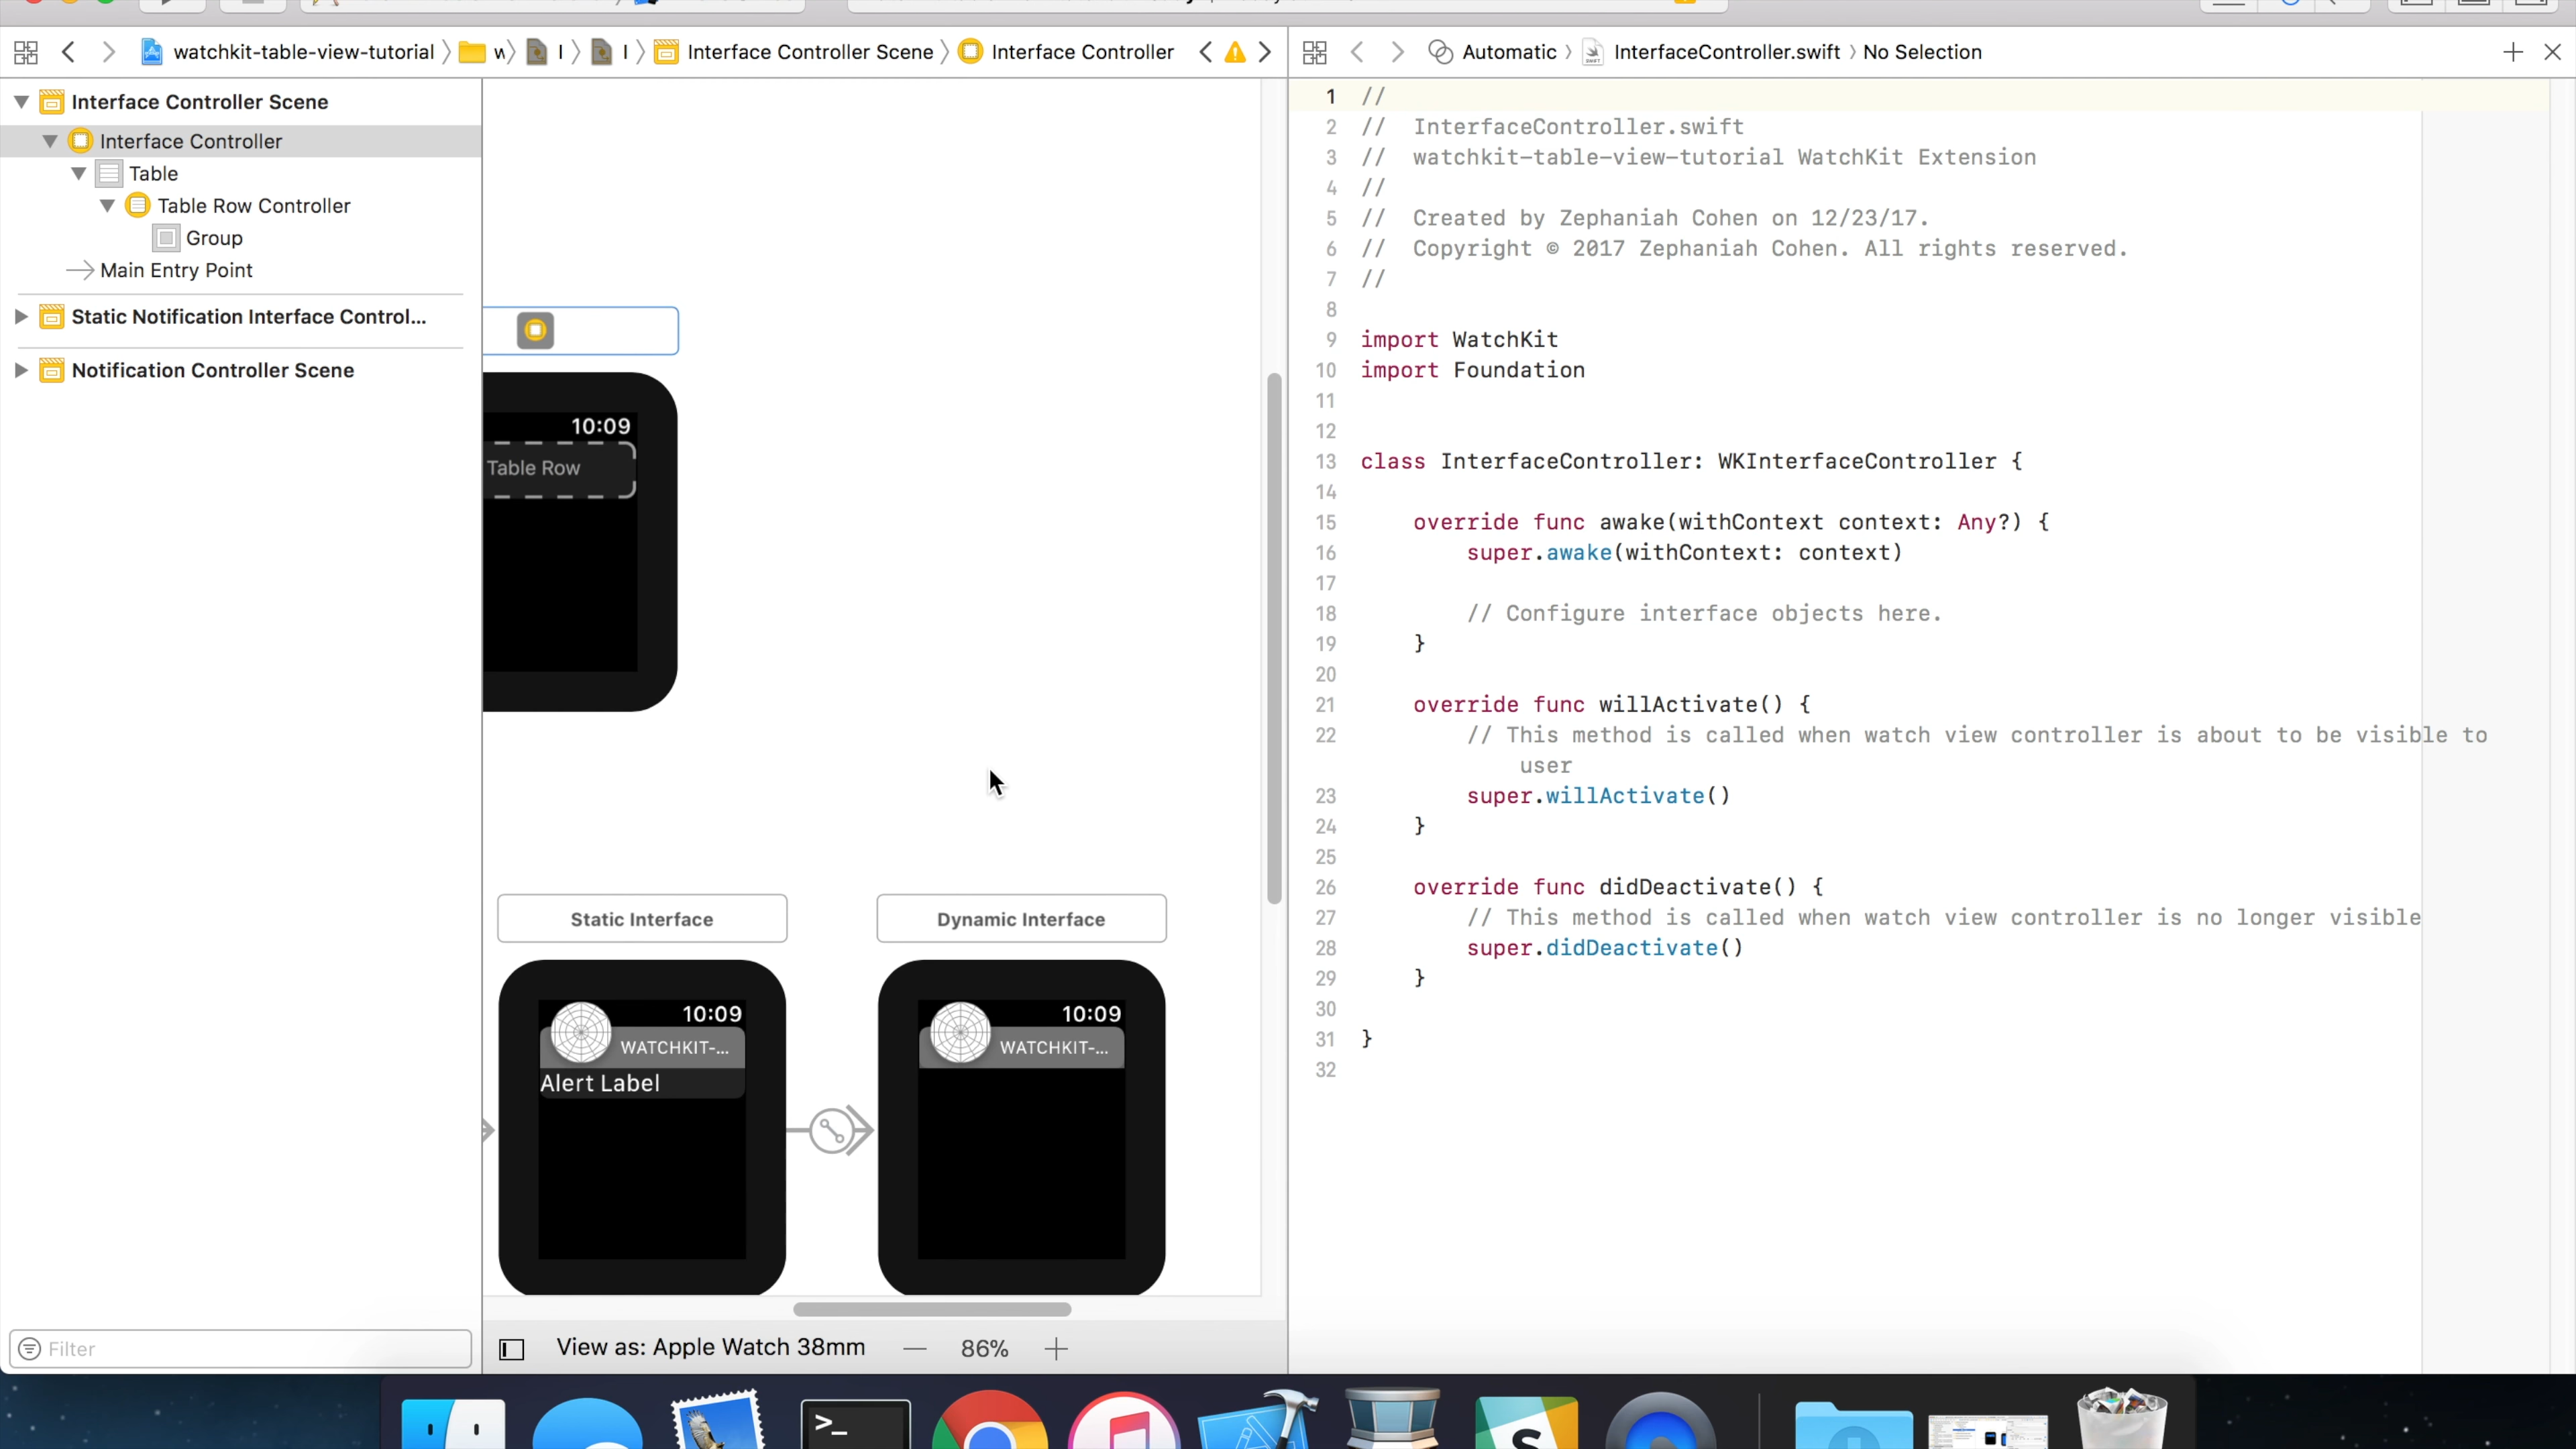 watchkit-table-view-tutorial
Interface Controller Scene
Interface Controller
Automatic
InterfaceController.swift
No Selection
Interface Controller Scene
Interface Controller
Table
Table Row Controller
Group
Main Entry Point
Static Notification Interface Control...
Notification Controller Scene
Filter
10:09
Table Row
Static Interface
10:09
WATCHKIT-...
Alert Label
Dynamic Interface
10:09
WATCHKIT-...
View as: Apple Watch 38mm
86%
1 //
2 // InterfaceController.swift
3 // watchkit-table-view-tutorial WatchKit Extension
4 //
5 // Created by Zephaniah Cohen on 12/23/17.
6 // Copyright © 2017 Zephaniah Cohen. All rights reserved.
7 //
8
9 import WatchKit
10 import Foundation
11
12
13 class InterfaceController: WKInterfaceController {
14
15 override func awake(withContext context: Any?) {
16 super.awake(withContext: context)
17
18 // Configure interface objects here.
19 }
20
21 override func willActivate() {
22 // This method is called when watch view controller is about to be visible to
user
23 super.willActivate()
24 }
25
26 override func didDeactivate() {
27 // This method is called when watch view controller is no longer visible
28 super.didDeactivate()
29 }
30
31 }
32